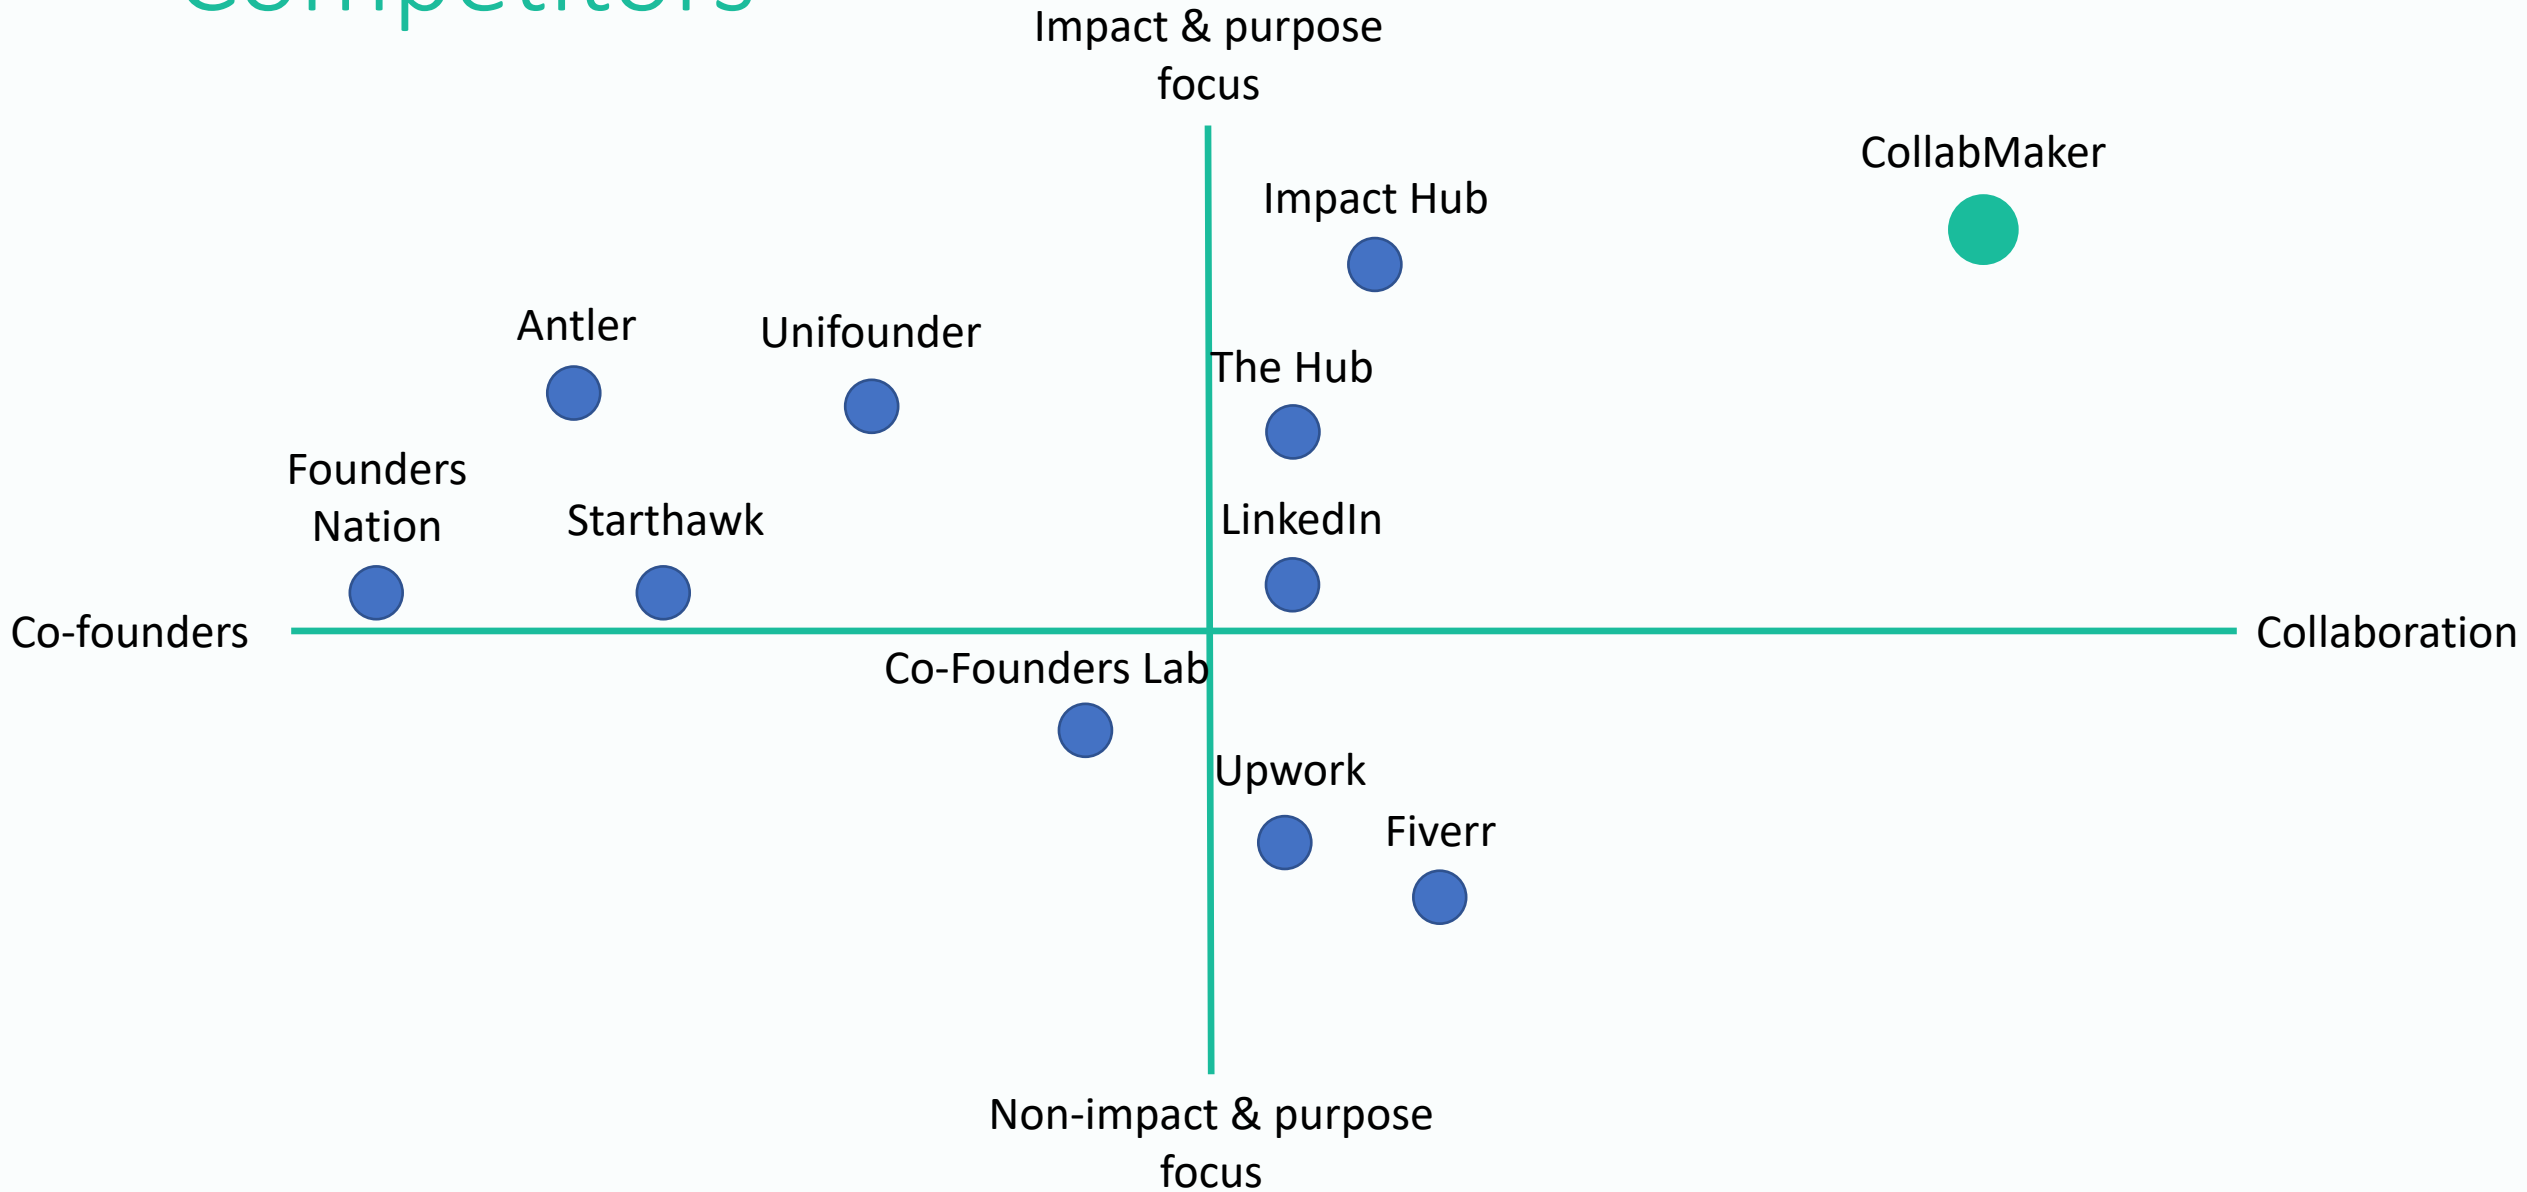 Competitors
Impact & purpose
focus
CollabMaker
Impact Hub
Antler
Unifounder
The Hub
Founders
Nation
Starthawk
LinkedIn
Co-founders
Collaboration
Co-Founders Lab
Upwork
Fiverr
Non-impact & purpose
focus